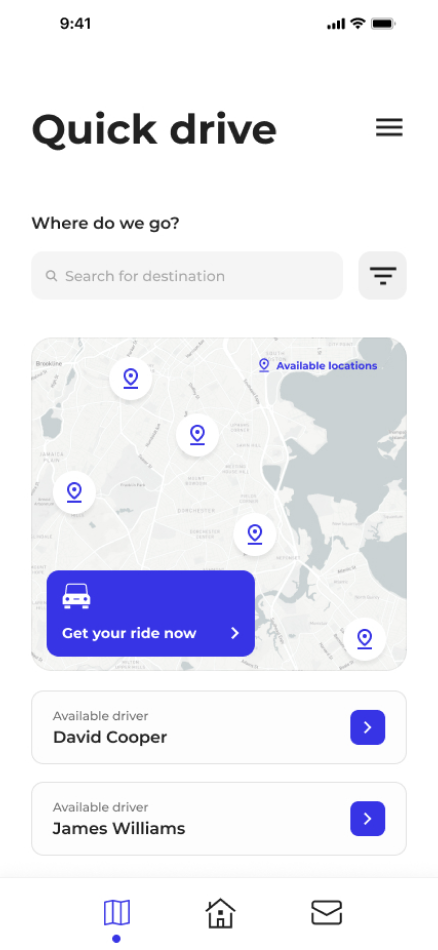 9:41
Quick drive
Where do we go?
Search for destination
Available locations
Brookline
DORCHESTER
Get your ride now
Available driver
David Cooper
Available driver
James Williams